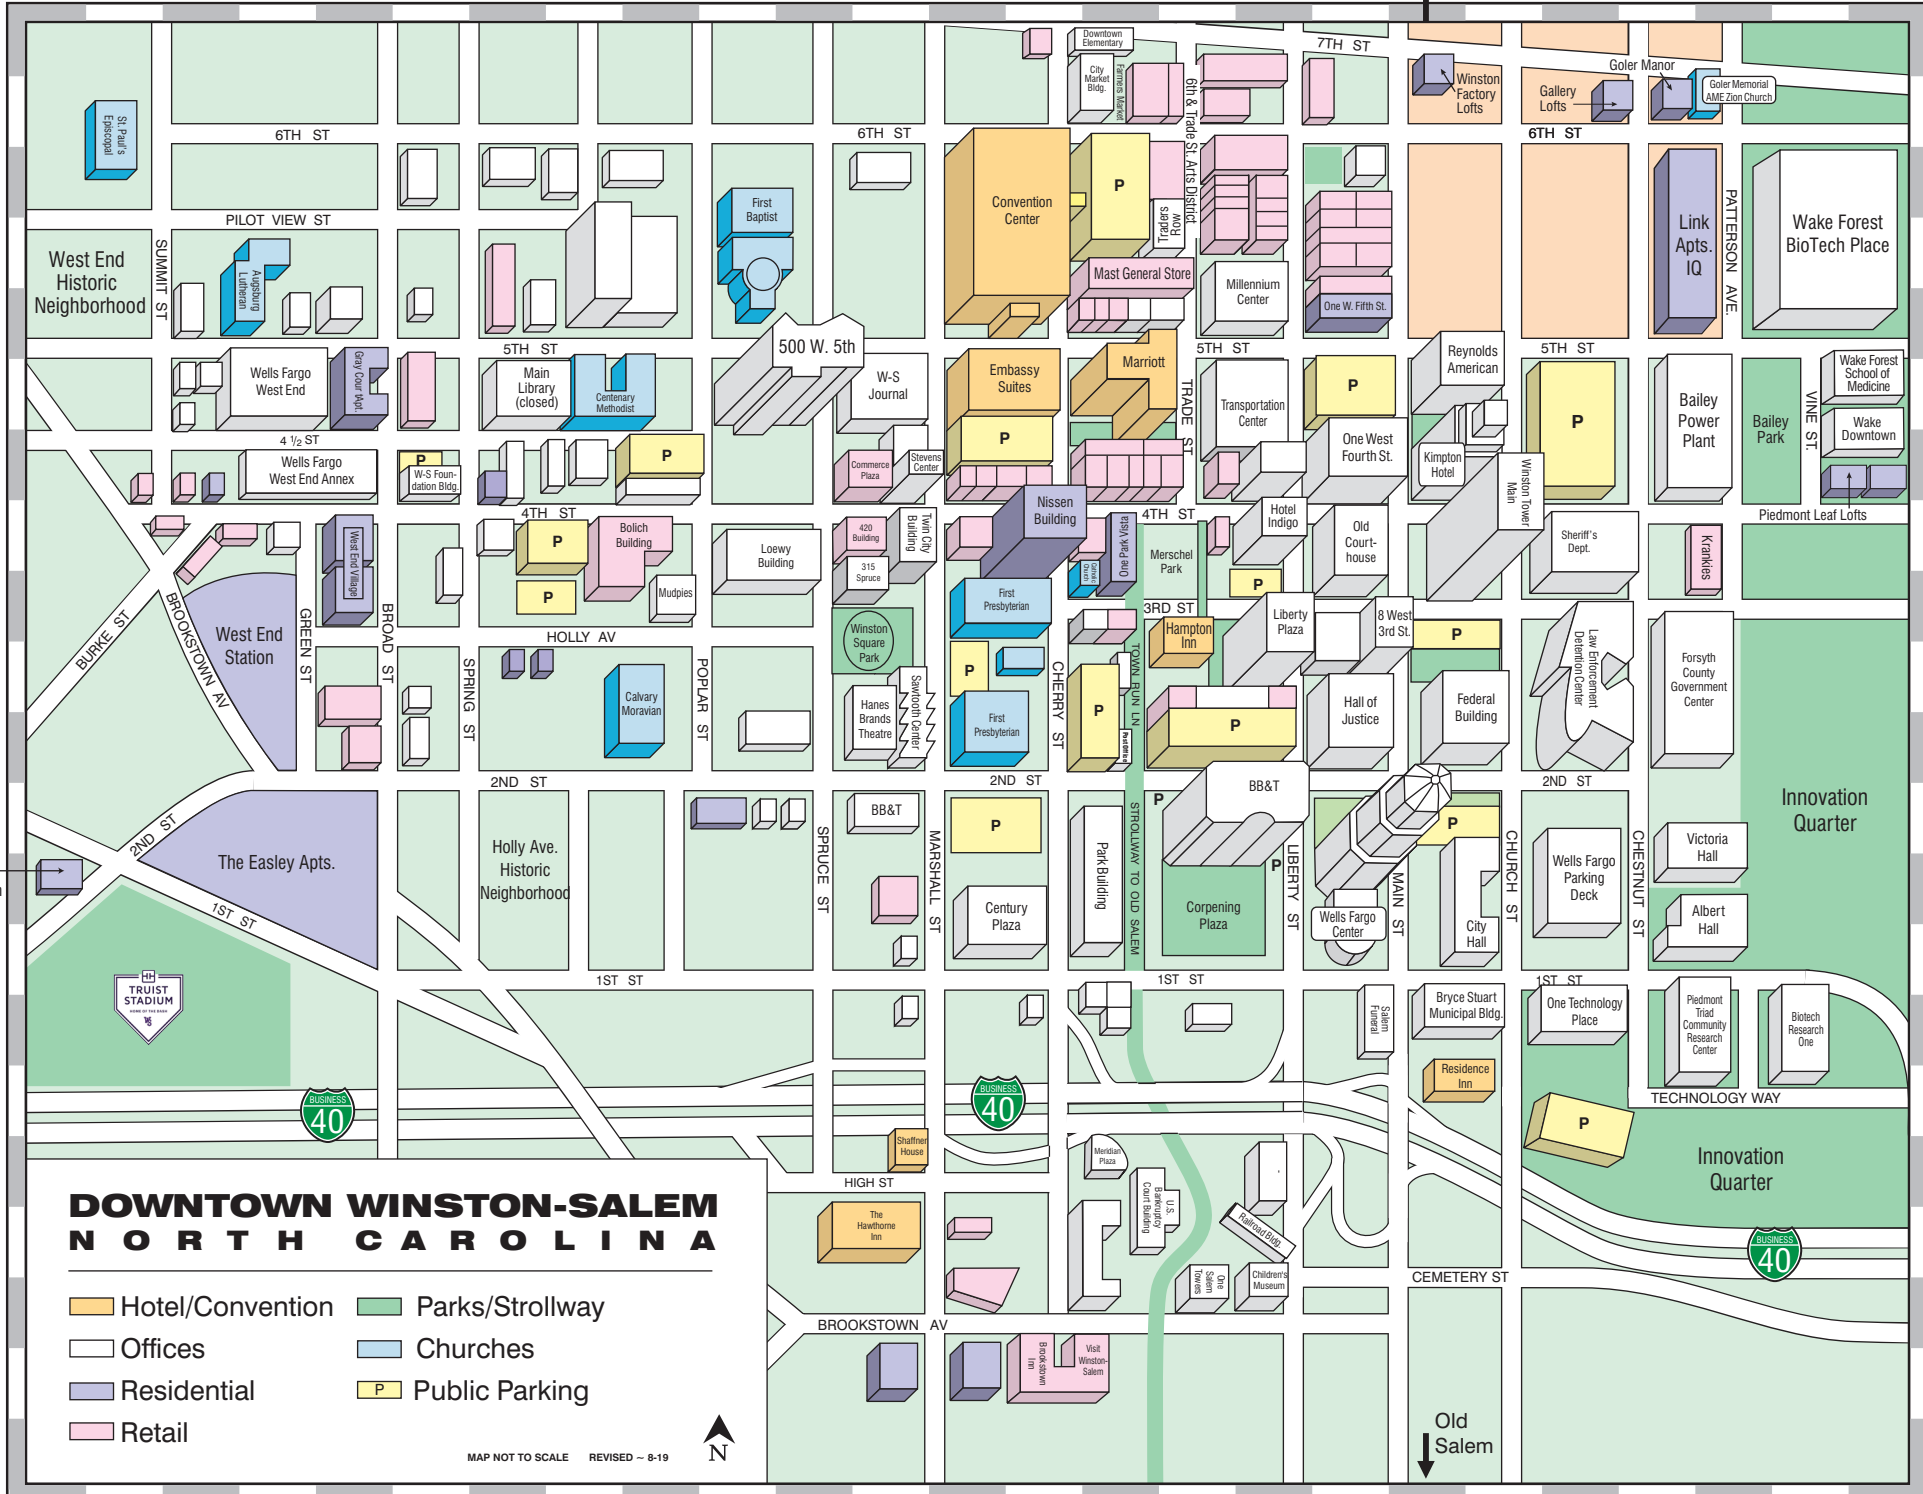 Downtown
Elementary
City
Market
Bldg.
Farmers Market
6th & Trade St. Arts District
7TH ST
Winston
Factory
Lofts
Gallery
Lofts
Goler Manor
Goler Memorial
AME Zion Church
St. Paul's
Episcopal
6TH ST
6TH ST
6TH ST
PILOT VIEW ST
West End
Historic
Neighborhood
SUMMIT ST
Augsburg
Lutheran
First
Baptist
Convention
Center
P
Traders
Row
Mast General Store
Millennium
Center
One W. Fifth St.
Link
Apts.
IQ
PATTERSON AVE.
Wake Forest
BioTech Place
500 W. 5th
5TH ST
5TH ST
5TH ST
Wells Fargo
West End
Gray Court Apt.
Main
Library
(closed)
Centenary
Methodist
W-S
Journal
Embassy
Suites
P
Marriott
TRADE ST
Transportation
Center
P
Reynolds
American
P
Bailey
Power
Plant
Bailey
Park
VINE ST.
Wake Forest
School of
Medicine
Wake
Downtown
Piedmont Leaf Lofts
4 1/2 ST
Wells Fargo
West End Annex
P
W-S Foun-
dation Bldg.
P
Commerce
Plaza
Stevens
Center
One West
Fourth St.
Kimpton
Hotel
Winston Tower
Main
4TH ST
4TH ST
P
Bolich
Building
Loewy
Building
420
Building
Twin City
Building
315
Spruce
Nissen
Building
One Park Vista
Catholic
Church
Merschel
Park
Hotel
Indigo
Old
Court-
house
Sheriff's
Dept.
Krankies
West End Village
P
Mudpies
P
First
Presbyterian
3RD ST
BURKE ST
BROOKSTOWN AV
West End
Station
GREEN ST
BROAD ST
HOLLY AV
SPRING ST
Calvary
Moravian
POPLAR ST
Winston
Square
Park
Hanes
Brands
Theatre
Sawtooth Center
P
First
Presbyterian
CHERRY ST
P
Post Office
TOWN RUN LN
Hampton
Inn
Liberty
Plaza
8 West
3rd St.
P
P
Hall of
Justice
Federal
Building
Law Enforcement
Detention Center
Forsyth
County
Government
Center
2ND ST
2ND ST
2ND ST
2ND ST
The Easley Apts.
Holly Ave.
Historic
Neighborhood
SPRUCE ST
BB&T
MARSHALL ST
P
Century
Plaza
Park Building
STROLLWAY TO OLD SALEM
P
BB&T
P
Corpening
Plaza
LIBERTY ST
P
Wells Fargo
Center
MAIN ST
City
Hall
CHURCH ST
Wells Fargo
Parking
Deck
CHESTNUT ST
Victoria
Hall
Albert
Hall
Innovation
Quarter
1ST ST
1ST ST
1ST ST
1ST ST
TRUIST
STADIUM
HOME OF THE DASH
Salem
Funeral
Bryce Stuart
Municipal Bldg.
One Technology
Place
Piedmont
Triad
Community
Research
Center
Biotech
Research
One
Residence
Inn
TECHNOLOGY WAY
P
Innovation
Quarter
BUSINESS
40
BUSINESS
40
BUSINESS
40
Shaffner
House
HIGH ST
The
Hawthorne
Inn
Meridian
Plaza
U.S.
Bankruptcy
Court Building
Railroad Bldg.
One
Salem
Towers
Children's
Museum
CEMETERY ST
BROOKSTOWN AV
Brookstown
Inn
Visit
Winston-
Salem
Old
Salem
DOWNTOWN WINSTON-SALEM
NORTH CAROLINA
Hotel/Convention
Parks/Strollway
Offices
Churches
Residential
P Public Parking
Retail
MAP NOT TO SCALE REVISED ~ 8-19
N